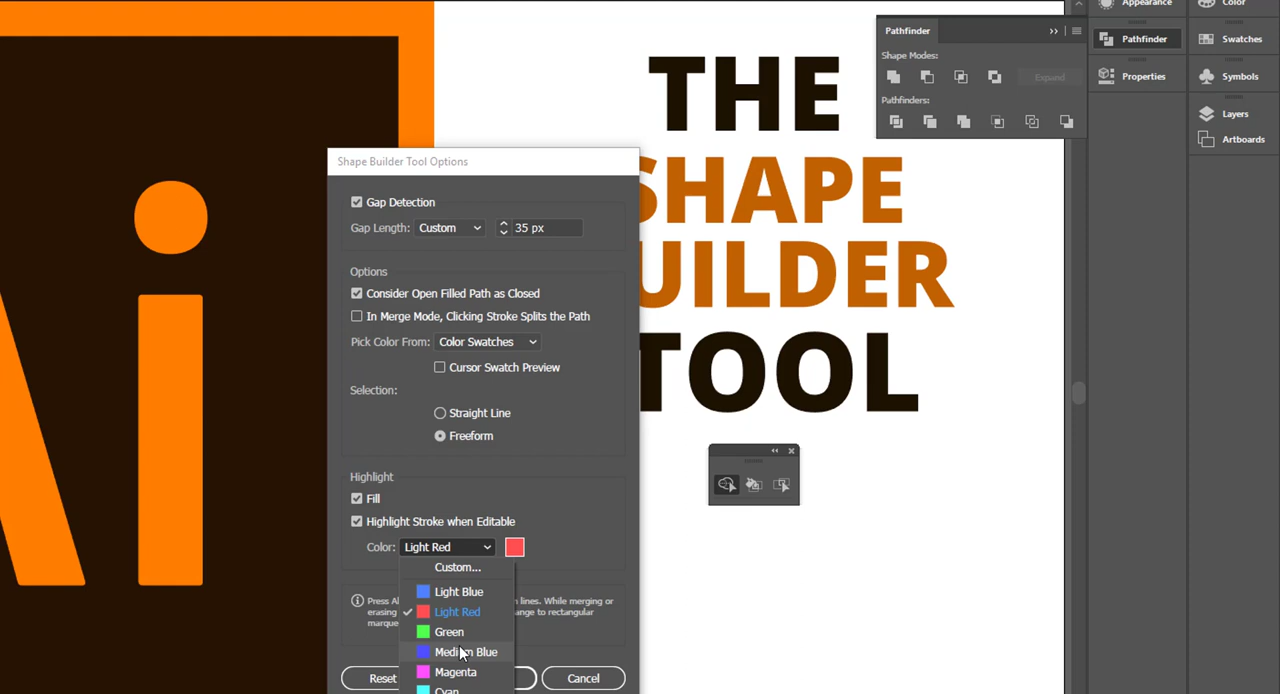 Appearance
Color
Pathfinder
Pathfinder
Swatches
Shape Modes:
Expand
Properties
Symbols
Pathfinders:
Layers
Artboards
THE
SHAPE
UILDER
TOOL
Ai
Shape Builder Tool Options
Gap Detection
Gap Length: Custom 35 px
Options
Consider Open Filled Path as Closed
In Merge Mode, Clicking Stroke Splits the Path
Pick Color From: Color Swatches
Cursor Swatch Preview
Selection:
Straight Line
Freeform
Highlight
Fill
Highlight Stroke when Editable
Color: Light Red
Custom...
Light Blue
Light Red
Green
Medium Blue
Magenta
Cyan
Press Al
n lines. While merging or
erasing
ange to rectangular
marque
Reset
Cancel